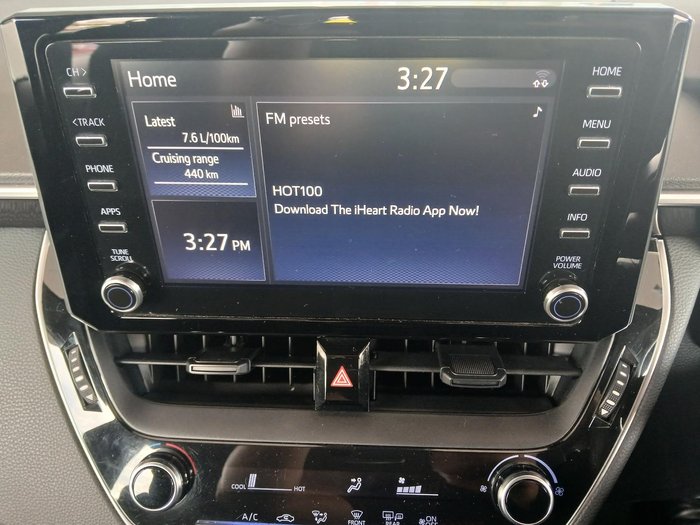 CH >
< TRACK
PHONE
APPS
TUNE
SCROLL
Home
3:27
Latest
7.6 L/100km
Cruising range
440 km
3:27 PM
FM presets
HOT100
Download The iHeart Radio App Now!
HOME
MENU
AUDIO
INFO
POWER
VOLUME
COOL
HOT
A/C
FRONT
REAR
ON
OFF